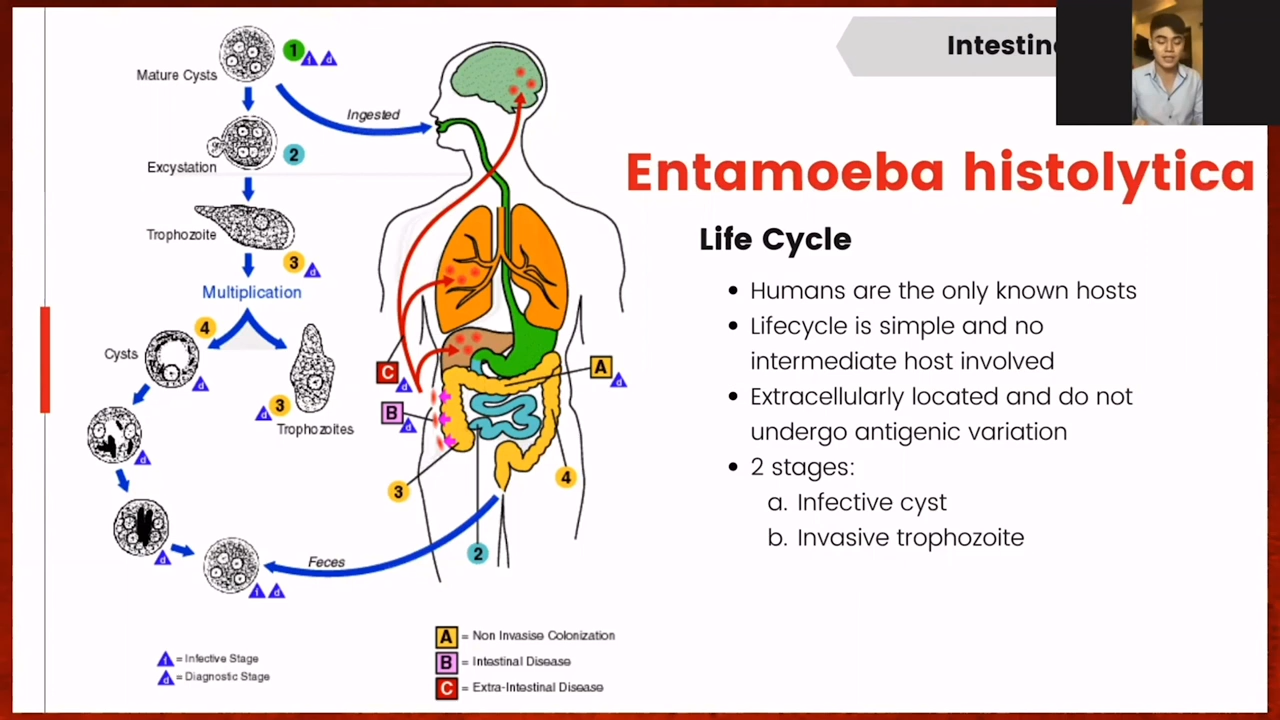 Intestin
Entamoeba histolytica
Life Cycle
• Humans are the only known hosts
• Lifecycle is simple and no
intermediate host involved
• Extracellularly located and do not
undergo antigenic variation
• 2 stages:
a. Infective cyst
b. Invasive trophozoite
1
i d
Mature Cysts
Ingested
Excystation
2
Trophozoite
3
d
Multiplication
4
Cysts
d
3
d
Trophozoites
d
d
i d
Feces
C
d
B
d
A
d
3
4
2
i = Infective Stage
d = Diagnostic Stage
A = Non Invasise Colonization
B = Intestinal Disease
C = Extra-Intestinal Disease